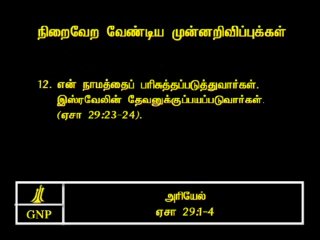 நிறைவேற வேண்டிய முன்னறிவிப்புக்கள்
12. என் நாமத்தைப் பரிசுத்தப்படுத்துவார்கள்.
இஸ்ரவேலின் தேவனுக்குப்பயப்படுவார்கள்.
(ஏசா 29:23-24).
அரியேல்
ஏசா 29:1-4
GNP